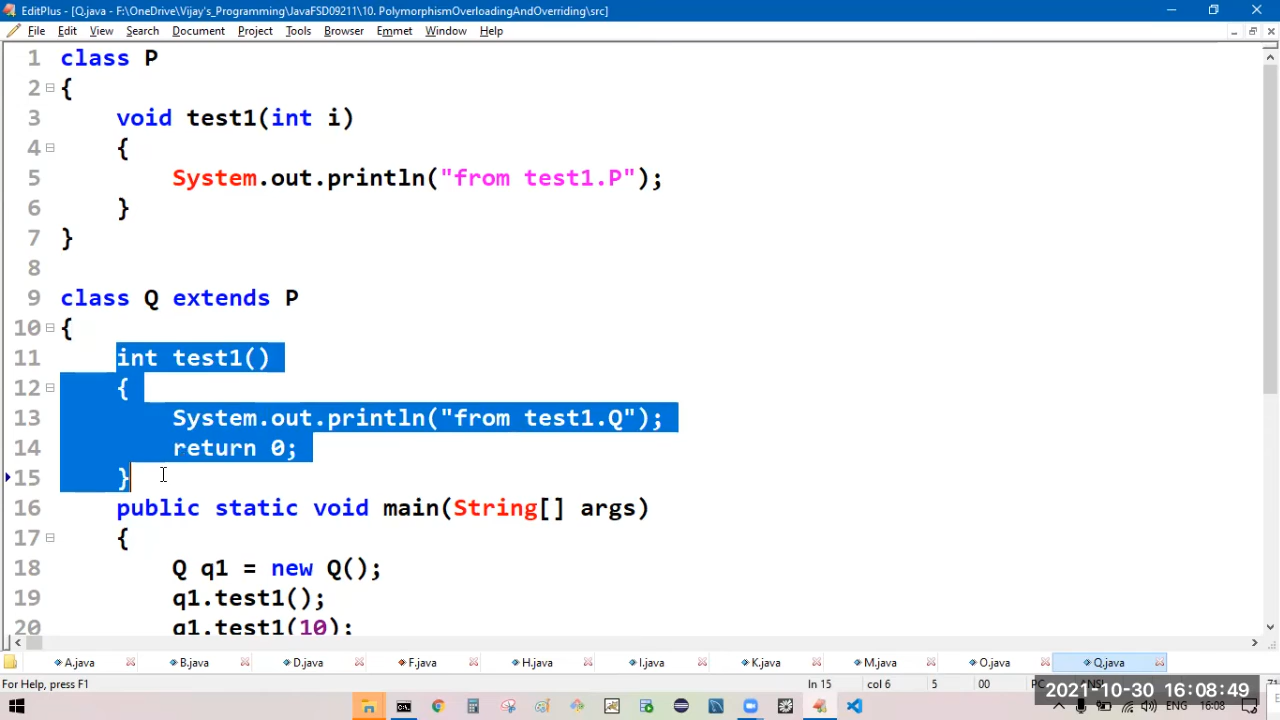 EditPlus - [Q.java - F:\OneDrive\Vijay's_Programming\JavaFSD09211\10. PolymorphismOverloadingAndOverriding\src]
File Edit View Search Document Project Tools Browser Emmet Window Help
1 class P
2 {
3 void test1(int i)
4 {
5 System.out.println("from test1.P");
6 }
7 }
8
9 class Q extends P
10 {
11 int test1()
12 {
13 System.out.println("from test1.Q");
14 return 0;
15 }
16 public static void main(String[] args)
17 {
18 Q q1 = new Q();
19 q1.test1();
20 q1.test1(10);
A.java B.java D.java F.java H.java I.java K.java M.java O.java Q.java
For Help, press F1 ln 15 col 6 5 00 PC ANSI
2021-10-30 16:08:49
ENG 16:08